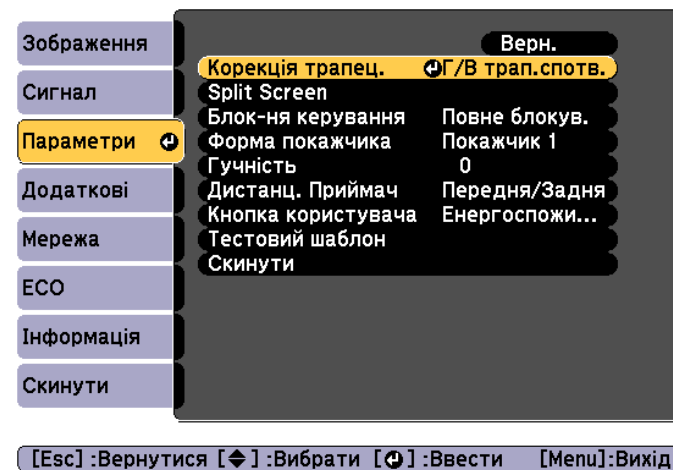 Зображення
Сигнал
Параметри
Додаткові
Мережа
ECO
Інформація
Скинути
Верн.
Корекція трапец. Г/В трап.спотв.
Split Screen
Блок-ня керування Повне блокув.
Форма покажчика Покажчик 1
Гучність 0
Дистанц. Приймач Передня/Задня
Кнопка користувача Енергоспожи...
Тестовий шаблон
Скинути
[Esc] :Вернутися [◆] :Вибрати [↵] :Ввести [Menu]:Вихід